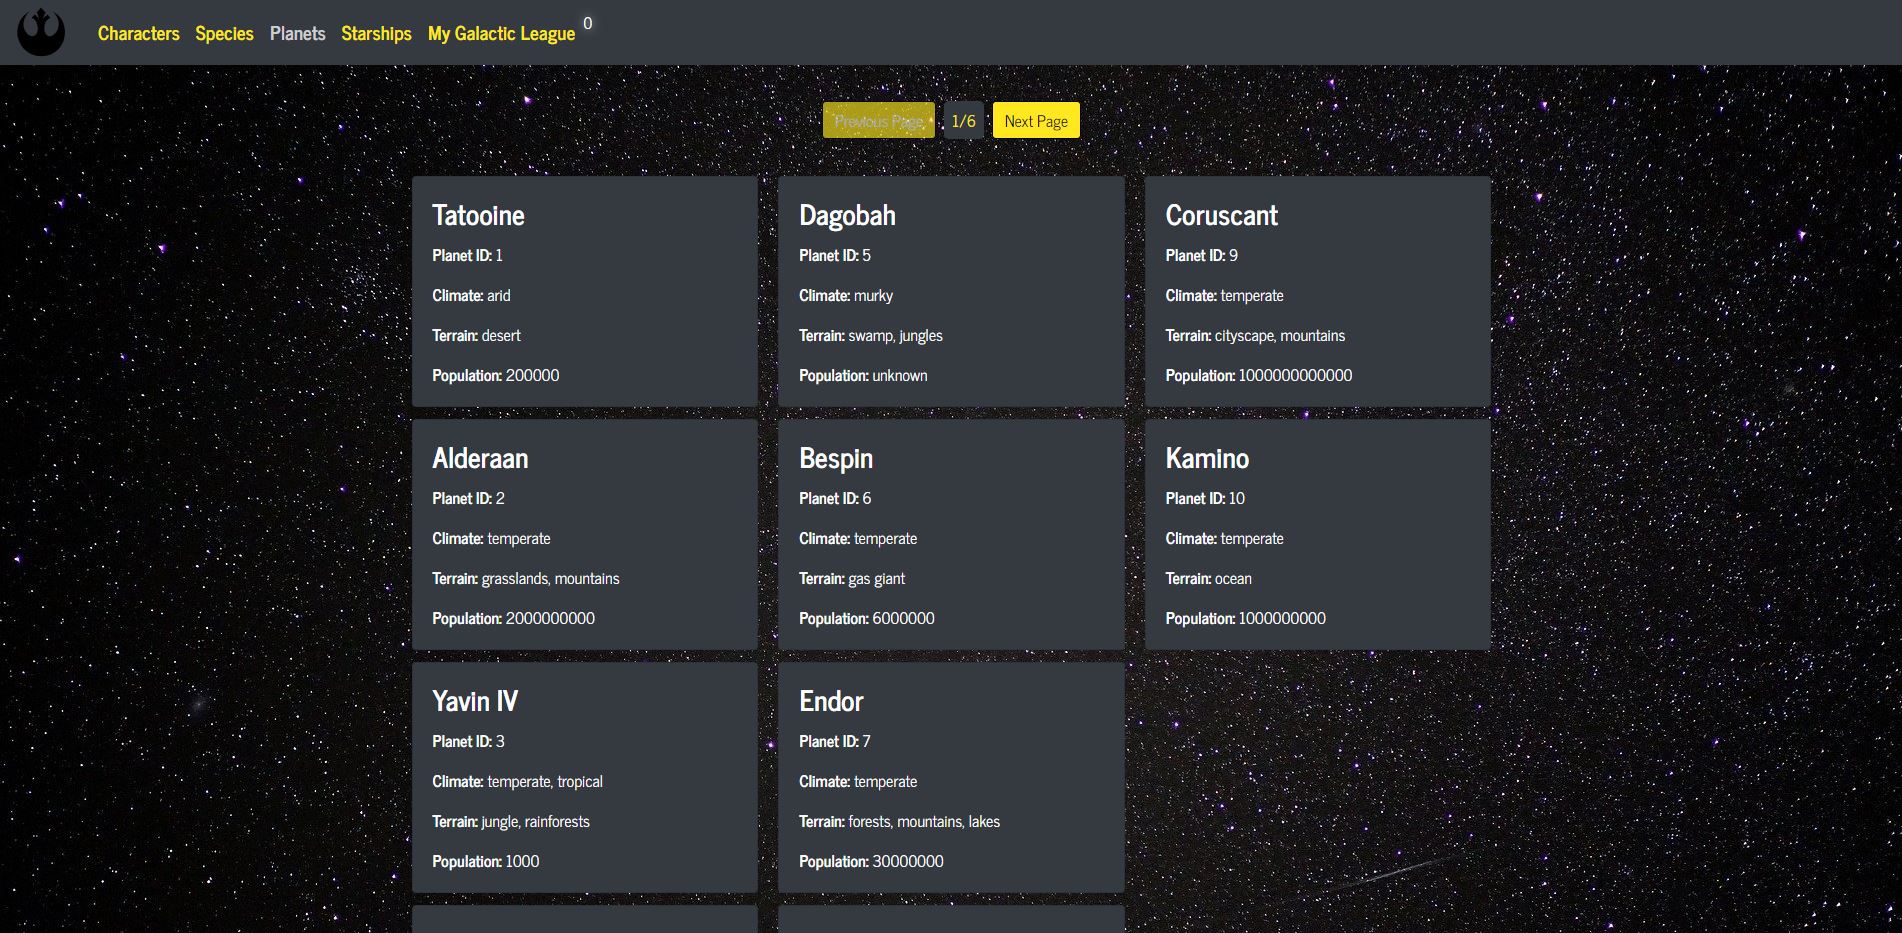 Characters
Species
Planets
Starships
My Galactic League
0
Previous Page
1/6
Next Page
Tatooine
Planet ID: 1
Climate: arid
Terrain: desert
Population: 200000
Alderaan
Planet ID: 2
Climate: temperate
Terrain: grasslands, mountains
Population: 2000000000
Yavin IV
Planet ID: 3
Climate: temperate, tropical
Terrain: jungle, rainforests
Population: 1000
Dagobah
Planet ID: 5
Climate: murky
Terrain: swamp, jungles
Population: unknown
Bespin
Planet ID: 6
Climate: temperate
Terrain: gas giant
Population: 6000000
Endor
Planet ID: 7
Climate: temperate
Terrain: forests, mountains, lakes
Population: 30000000
Coruscant
Planet ID: 9
Climate: temperate
Terrain: cityscape, mountains
Population: 1000000000000
Kamino
Planet ID: 10
Climate: temperate
Terrain: ocean
Population: 1000000000